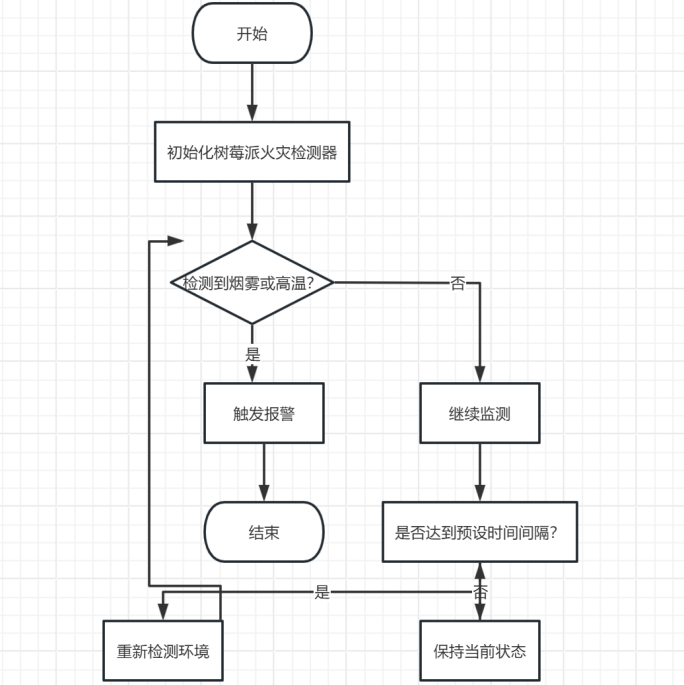 开始
初始化树莓派火灾检测器
检测到烟雾或高温？
否
是
触发报警
继续监测
结束
是否达到预设时间间隔？
是
否
重新检测环境
保持当前状态